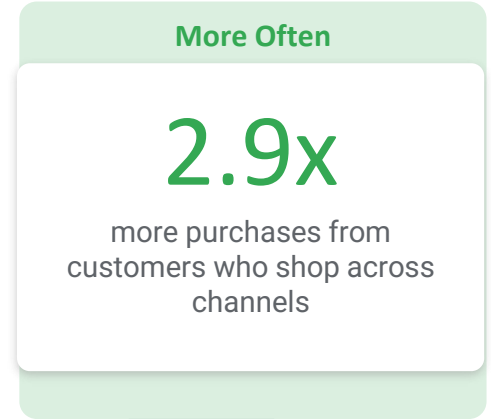 More Often
2.9x
more purchases from
customers who shop across
channels